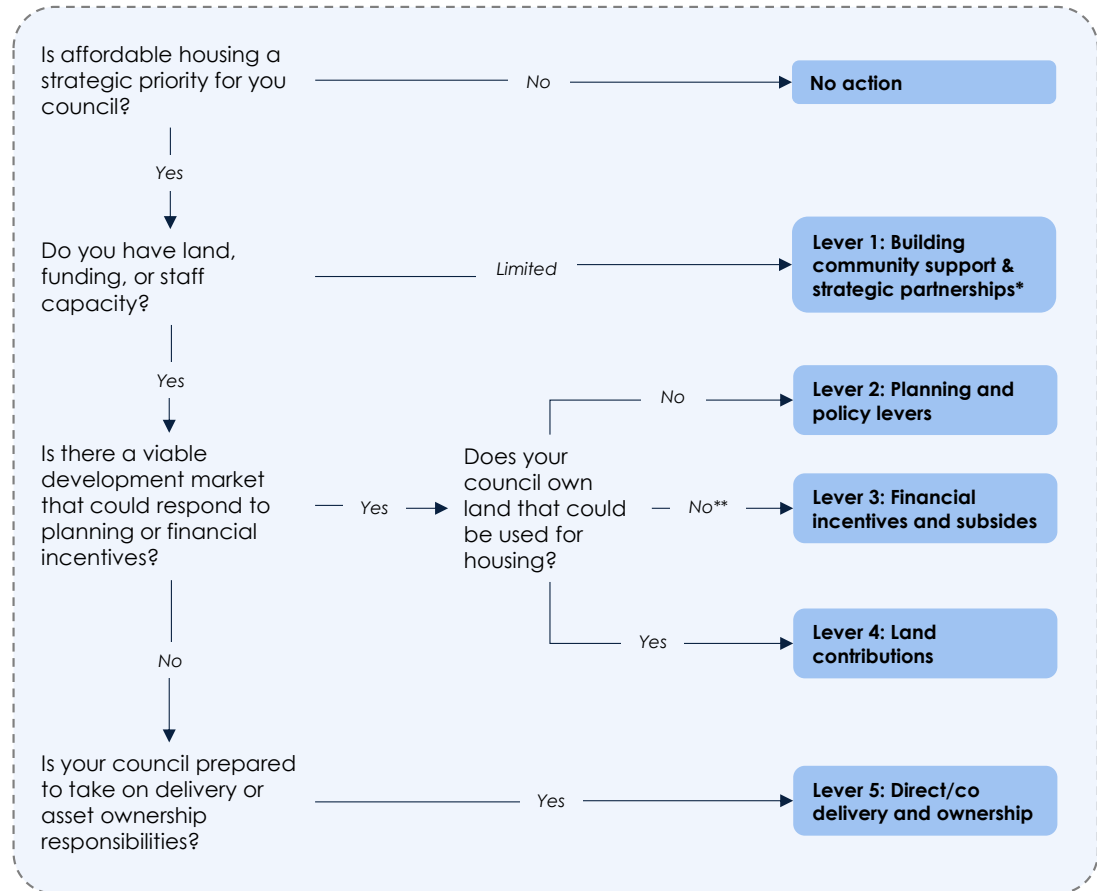 Is affordable housing a
strategic priority for you
council?
No
No action
Yes
Do you have land,
funding, or staff
capacity?
Limited
Lever 1: Building
community support &
strategic partnerships*
Yes
Is there a viable
development market
that could respond to
planning or financial
incentives?
Yes
Does your
council own
land that could
be used for
housing?
No
Lever 2: Planning and
policy levers
No**
Lever 3: Financial
incentives and subsides
Yes
Lever 4: Land
contributions
No
Is your council prepared
to take on delivery or
asset ownership
responsibilities?
Yes
Lever 5: Direct/co
delivery and ownership